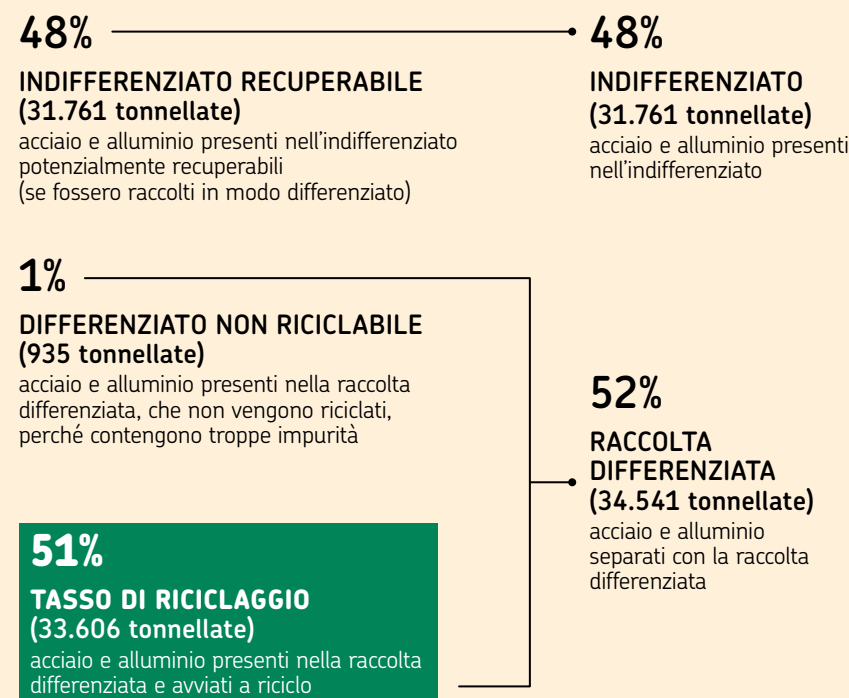 48%
INDIFFERENZIATO RECUPERABILE
(31.761 tonnellate)
acciaio e alluminio presenti nell'indifferenziato
potenzialmente recuperabili
(se fossero raccolti in modo differenziato)
48%
INDIFFERENZIATO
(31.761 tonnellate)
acciaio e alluminio presenti
nell'indifferenziato
1%
DIFFERENZIATO NON RICICLABILE
(935 tonnellate)
acciaio e alluminio presenti nella raccolta
differenziata, che non vengono riciclati,
perché contengono troppe impurità
52%
RACCOLTA
DIFFERENZIATA
(34.541 tonnellate)
acciaio e alluminio
separati con la raccolta
differenziata
51%
TASSO DI RICICLAGGIO
(33.606 tonnellate)
acciaio e alluminio presenti nella raccolta
differenziata e avviati a riciclo